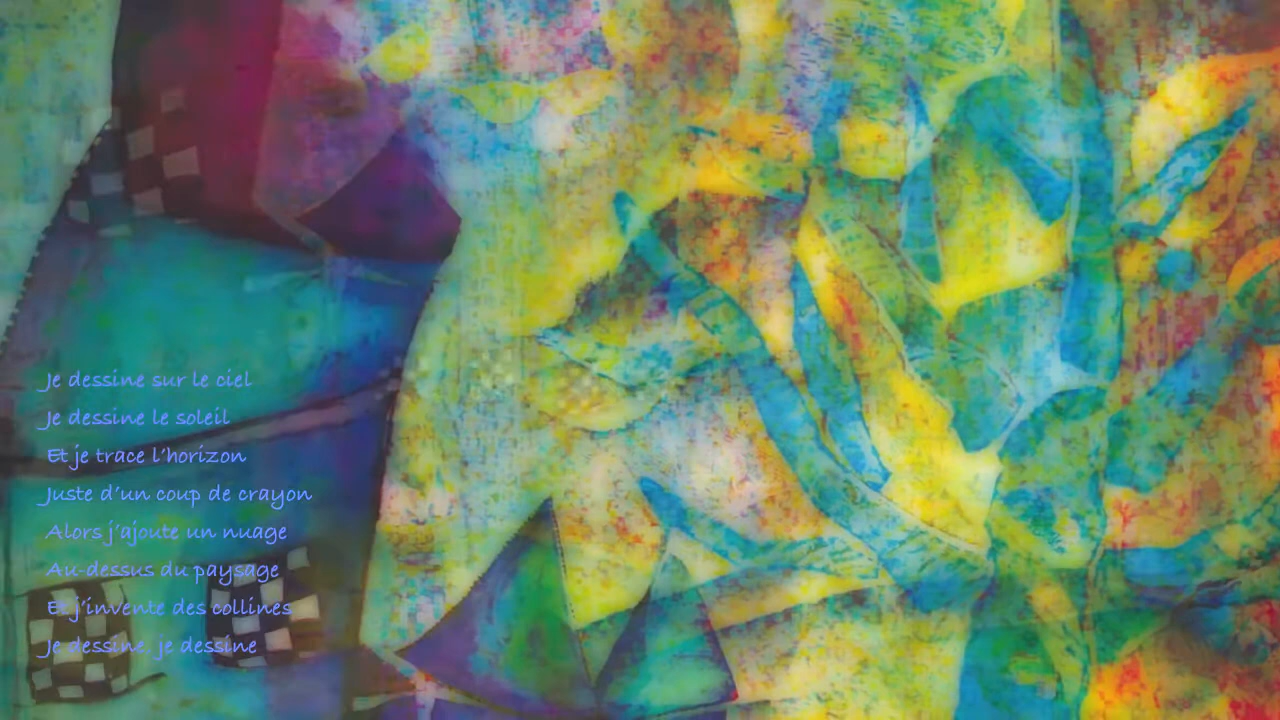 Je dessine sur le ciel
Je dessine le soleil
Et je trace l'horizon
Juste d'un coup de crayon
Alors j'ajoute un nuage
Au-dessus du paysage
Et j'invente des collines
Je dessine je dessine